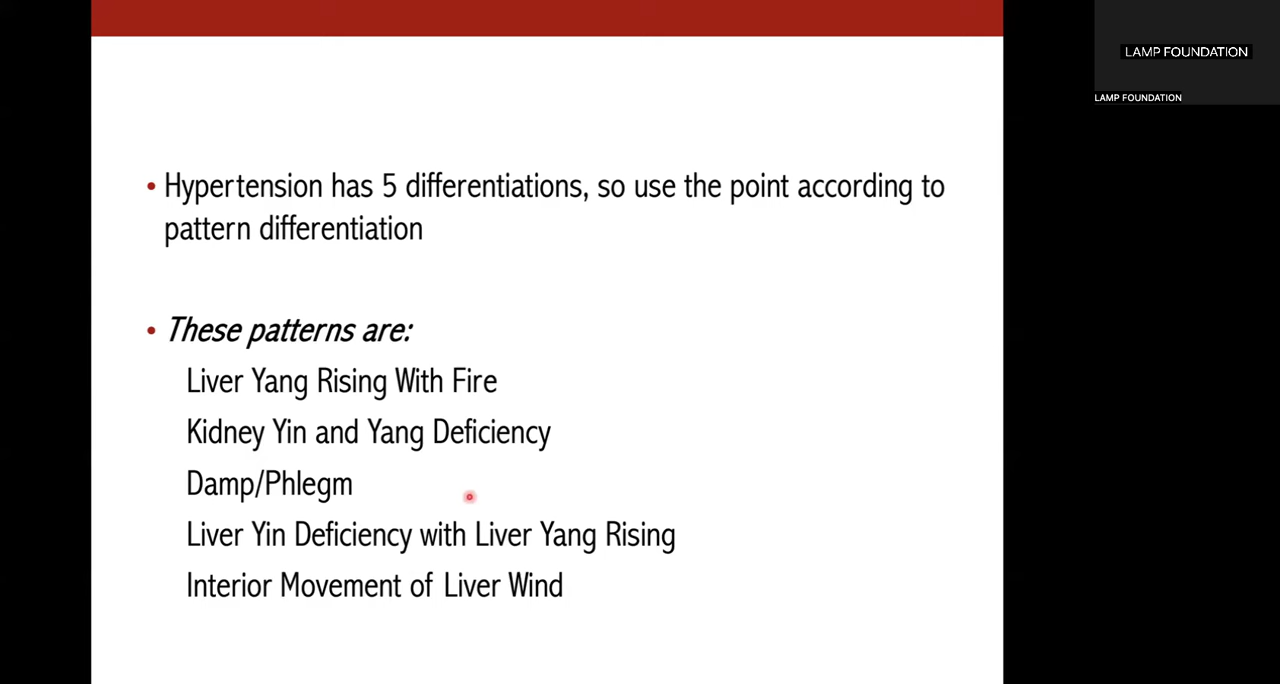 LAMP FOUNDATION
LAMP FOUNDATION
• Hypertension has 5 differentiations, so use the point according to
pattern differentiation
• These patterns are:
Liver Yang Rising With Fire
Kidney Yin and Yang Deficiency
Damp/Phlegm
Liver Yin Deficiency with Liver Yang Rising
Interior Movement of Liver Wind